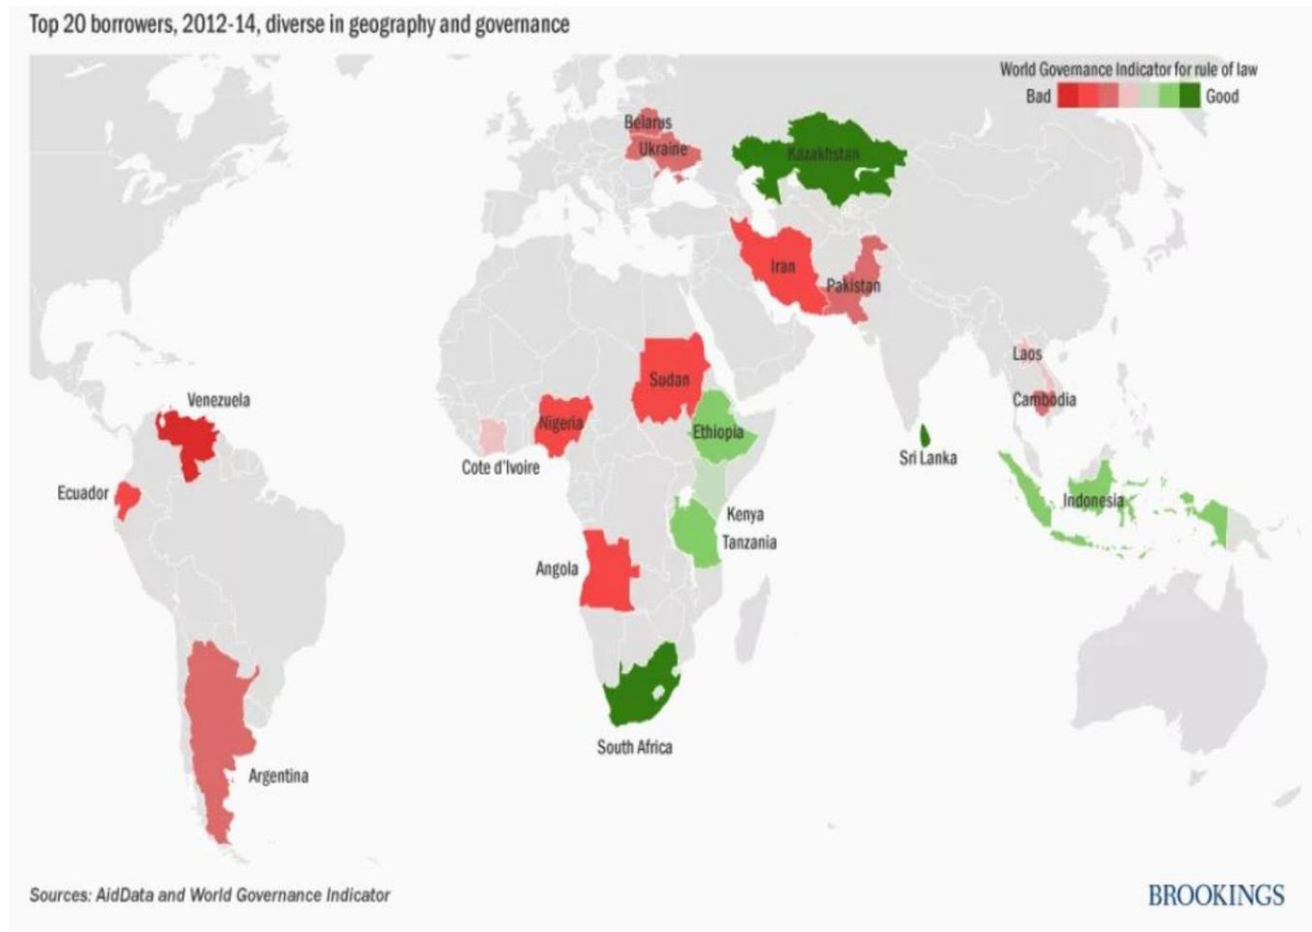 Top 20 borrowers, 2012-14, diverse in geography and governance
World Governance Indicator for rule of law
Bad Good
Belarus
Ukraine
Kazakhstan
Iran
Pakistan
Laos
Sudan
Venezuela
Cambodia
Nigeria
Ethiopia
Sri Lanka
Cote d'Ivoire
Ecuador
Indonesia
Kenya
Tanzania
Angola
South Africa
Argentina
Sources: AidData and World Governance Indicator
BROOKINGS